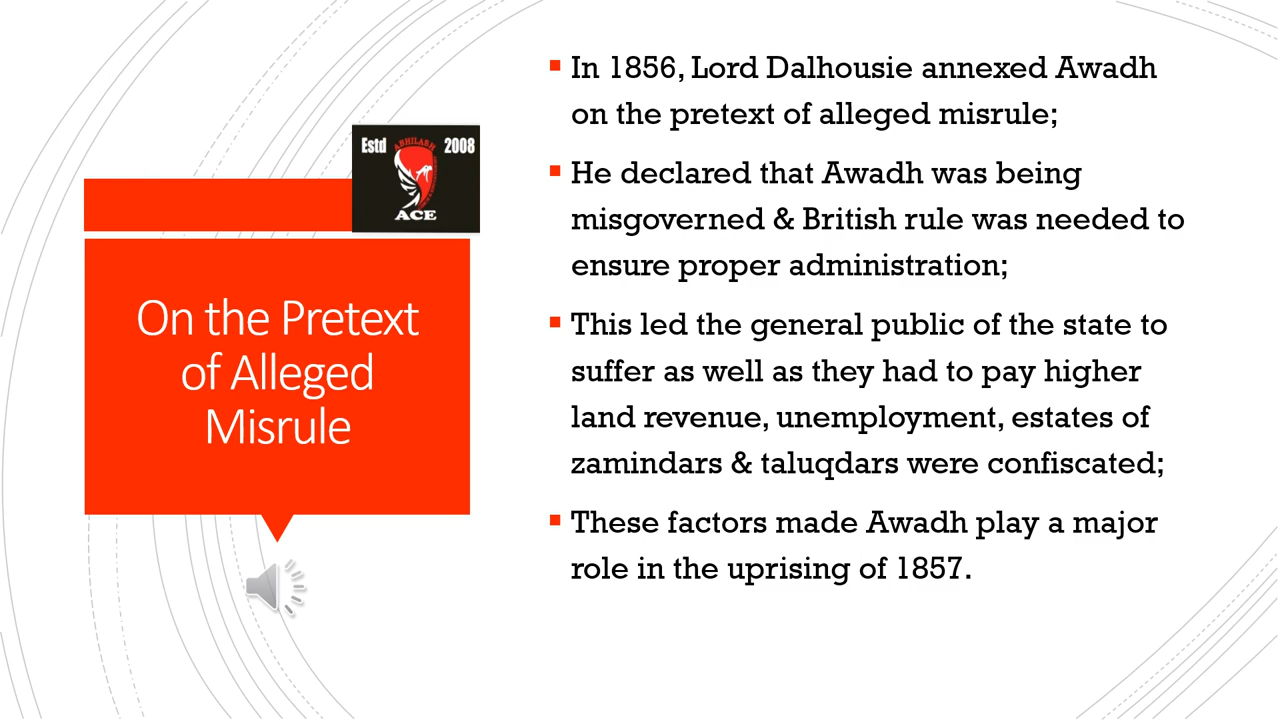 Estd ABHILASH 2008
ACE
On the Pretext
of Alleged
Misrule
In 1856, Lord Dalhousie annexed Awadh
on the pretext of alleged misrule;
He declared that Awadh was being
misgoverned & British rule was needed to
ensure proper administration;
This led the general public of the state to
suffer as well as they had to pay higher
land revenue, unemployment, estates of
zamindars & taluqdars were confiscated;
These factors made Awadh play a major
role in the uprising of 1857.